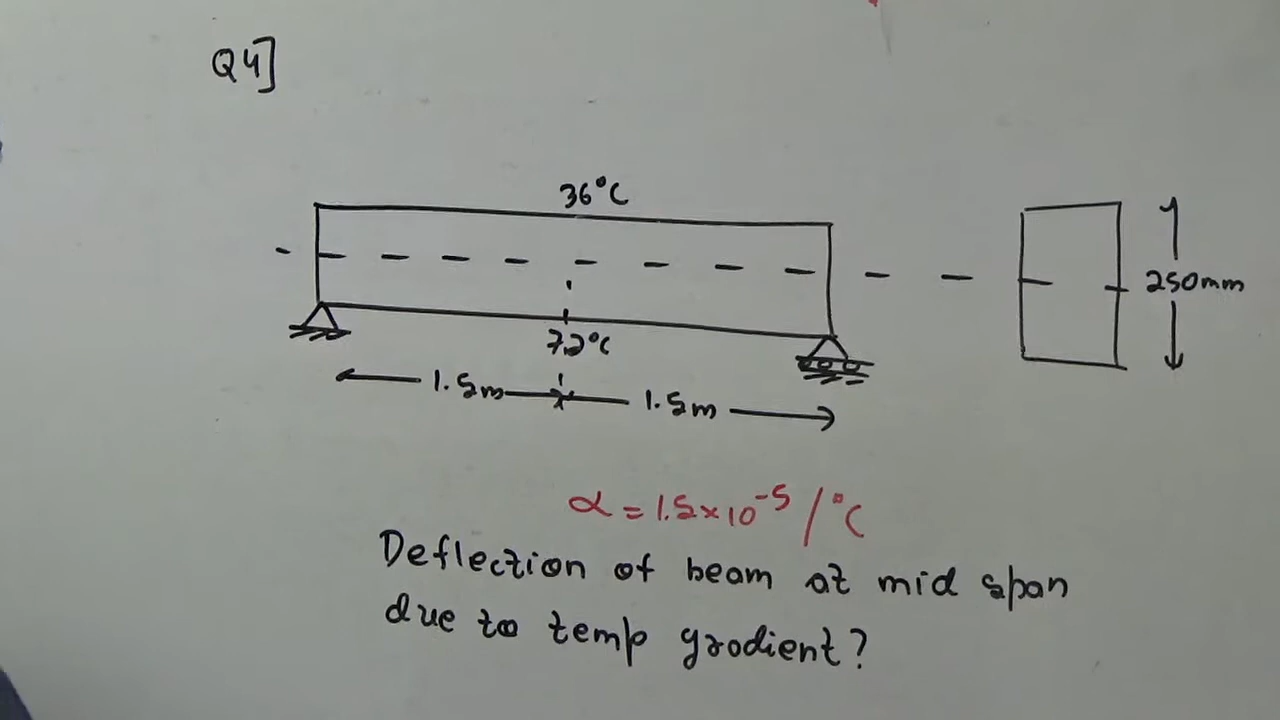 Q4]
36°C
250mm
72°C
1.5m
1.5m
α = 1.5×10⁻⁵ /°C
Deflection of beam at mid span
due to temp gradient?